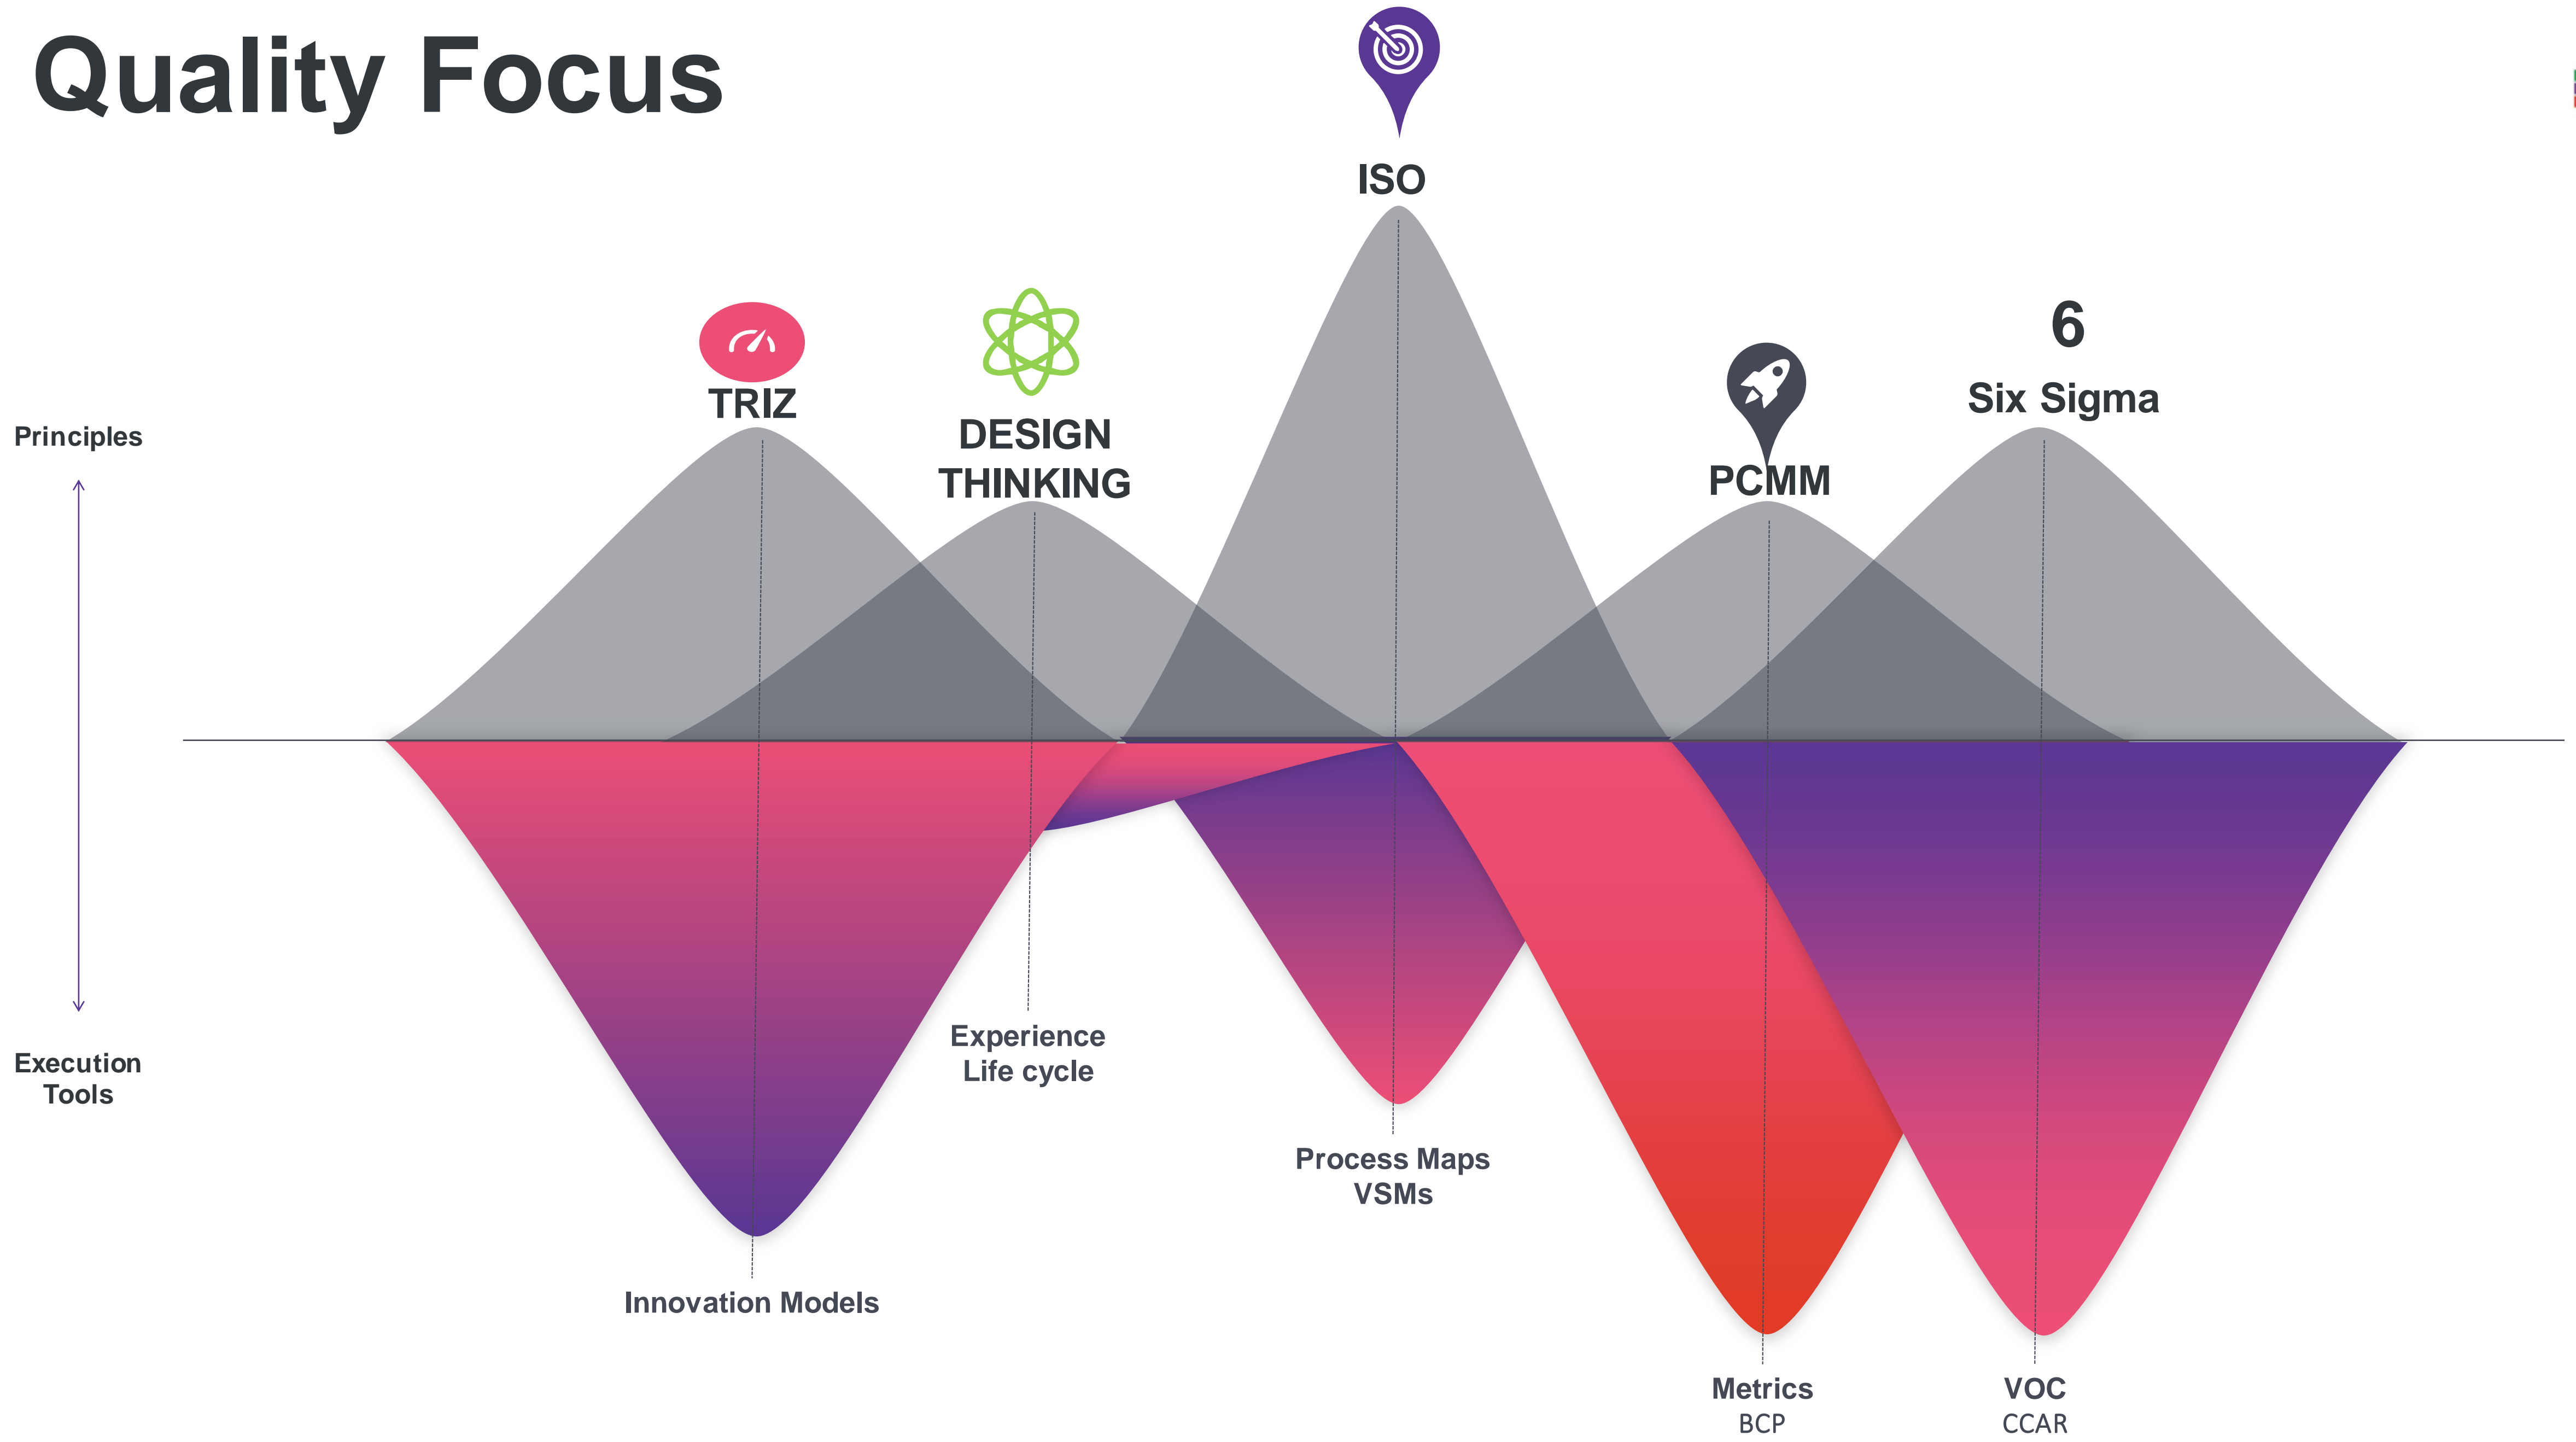 Quality Focus
ISO
TRIZ
DESIGN
THINKING
PCMM
6
Six Sigma
Principles
Execution
Tools
Innovation Models
Experience
Life cycle
Process Maps
VSMs
Metrics
BCP
VOC
CCAR